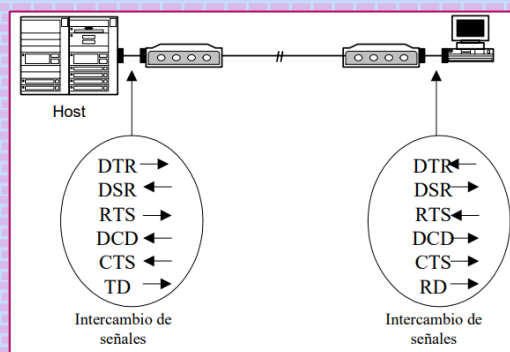 Host
DTR
DSR
RTS
DCD
CTS
TD
Intercambio de
señales
DTR
DSR
RTS
DCD
CTS
RD
Intercambio de
señales